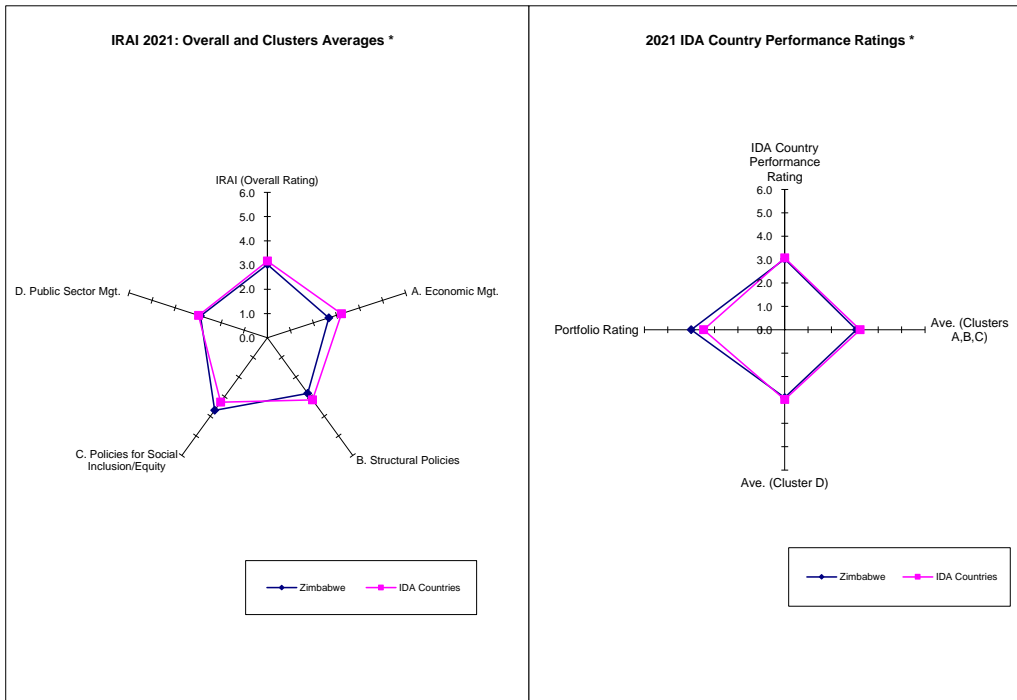 IRAI 2021: Overall and Clusters Averages *
IRAI (Overall Rating)
6.0
5.0
4.0
3.0
2.0
1.0
0.0
D. Public Sector Mgt.
A. Economic Mgt.
C. Policies for Social
Inclusion/Equity
B. Structural Policies
Zimbabwe
IDA Countries
2021 IDA Country Performance Ratings *
IDA Country
Performance
Rating
6.0
5.0
4.0
3.0
2.0
1.0
0.0
Portfolio Rating
Ave. (Clusters
A,B,C)
Ave. (Cluster D)
Zimbabwe
IDA Countries